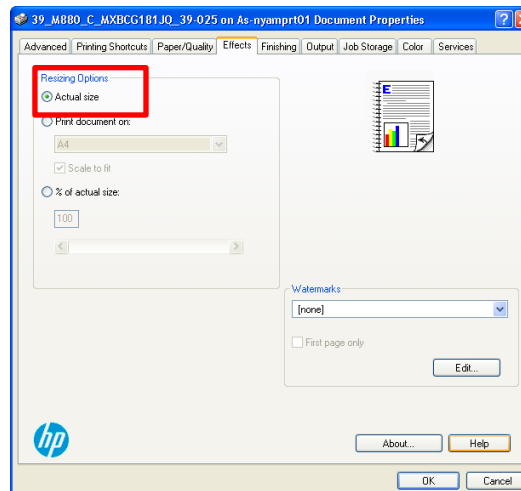 39_M880_C_MXBCG181JQ_39-025 on As-nyamprt01 Document Properties
Advanced Printing Shortcuts Paper/Quality Effects Finishing Output Job Storage Color Services
Resizing Options
Actual size
Print document on:
A4
Scale to fit
% of actual size:
100
E
Watermarks
[none]
First page only
Edit...
hp
About... Help
OK Cancel